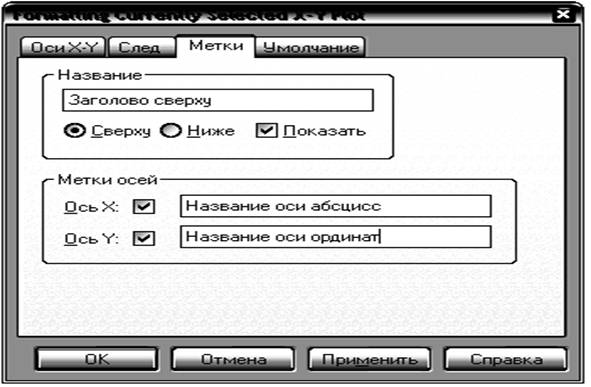 Formatting Currently Selected X-Y Plot
Оси X-Y След Метки Умолчание
Название
Заголово сверху
Сверху Ниже Показать
Метки осей
Ось X: Название оси абсцисс
Ось Y: Название оси ординат
OK Отмена Применить Справка